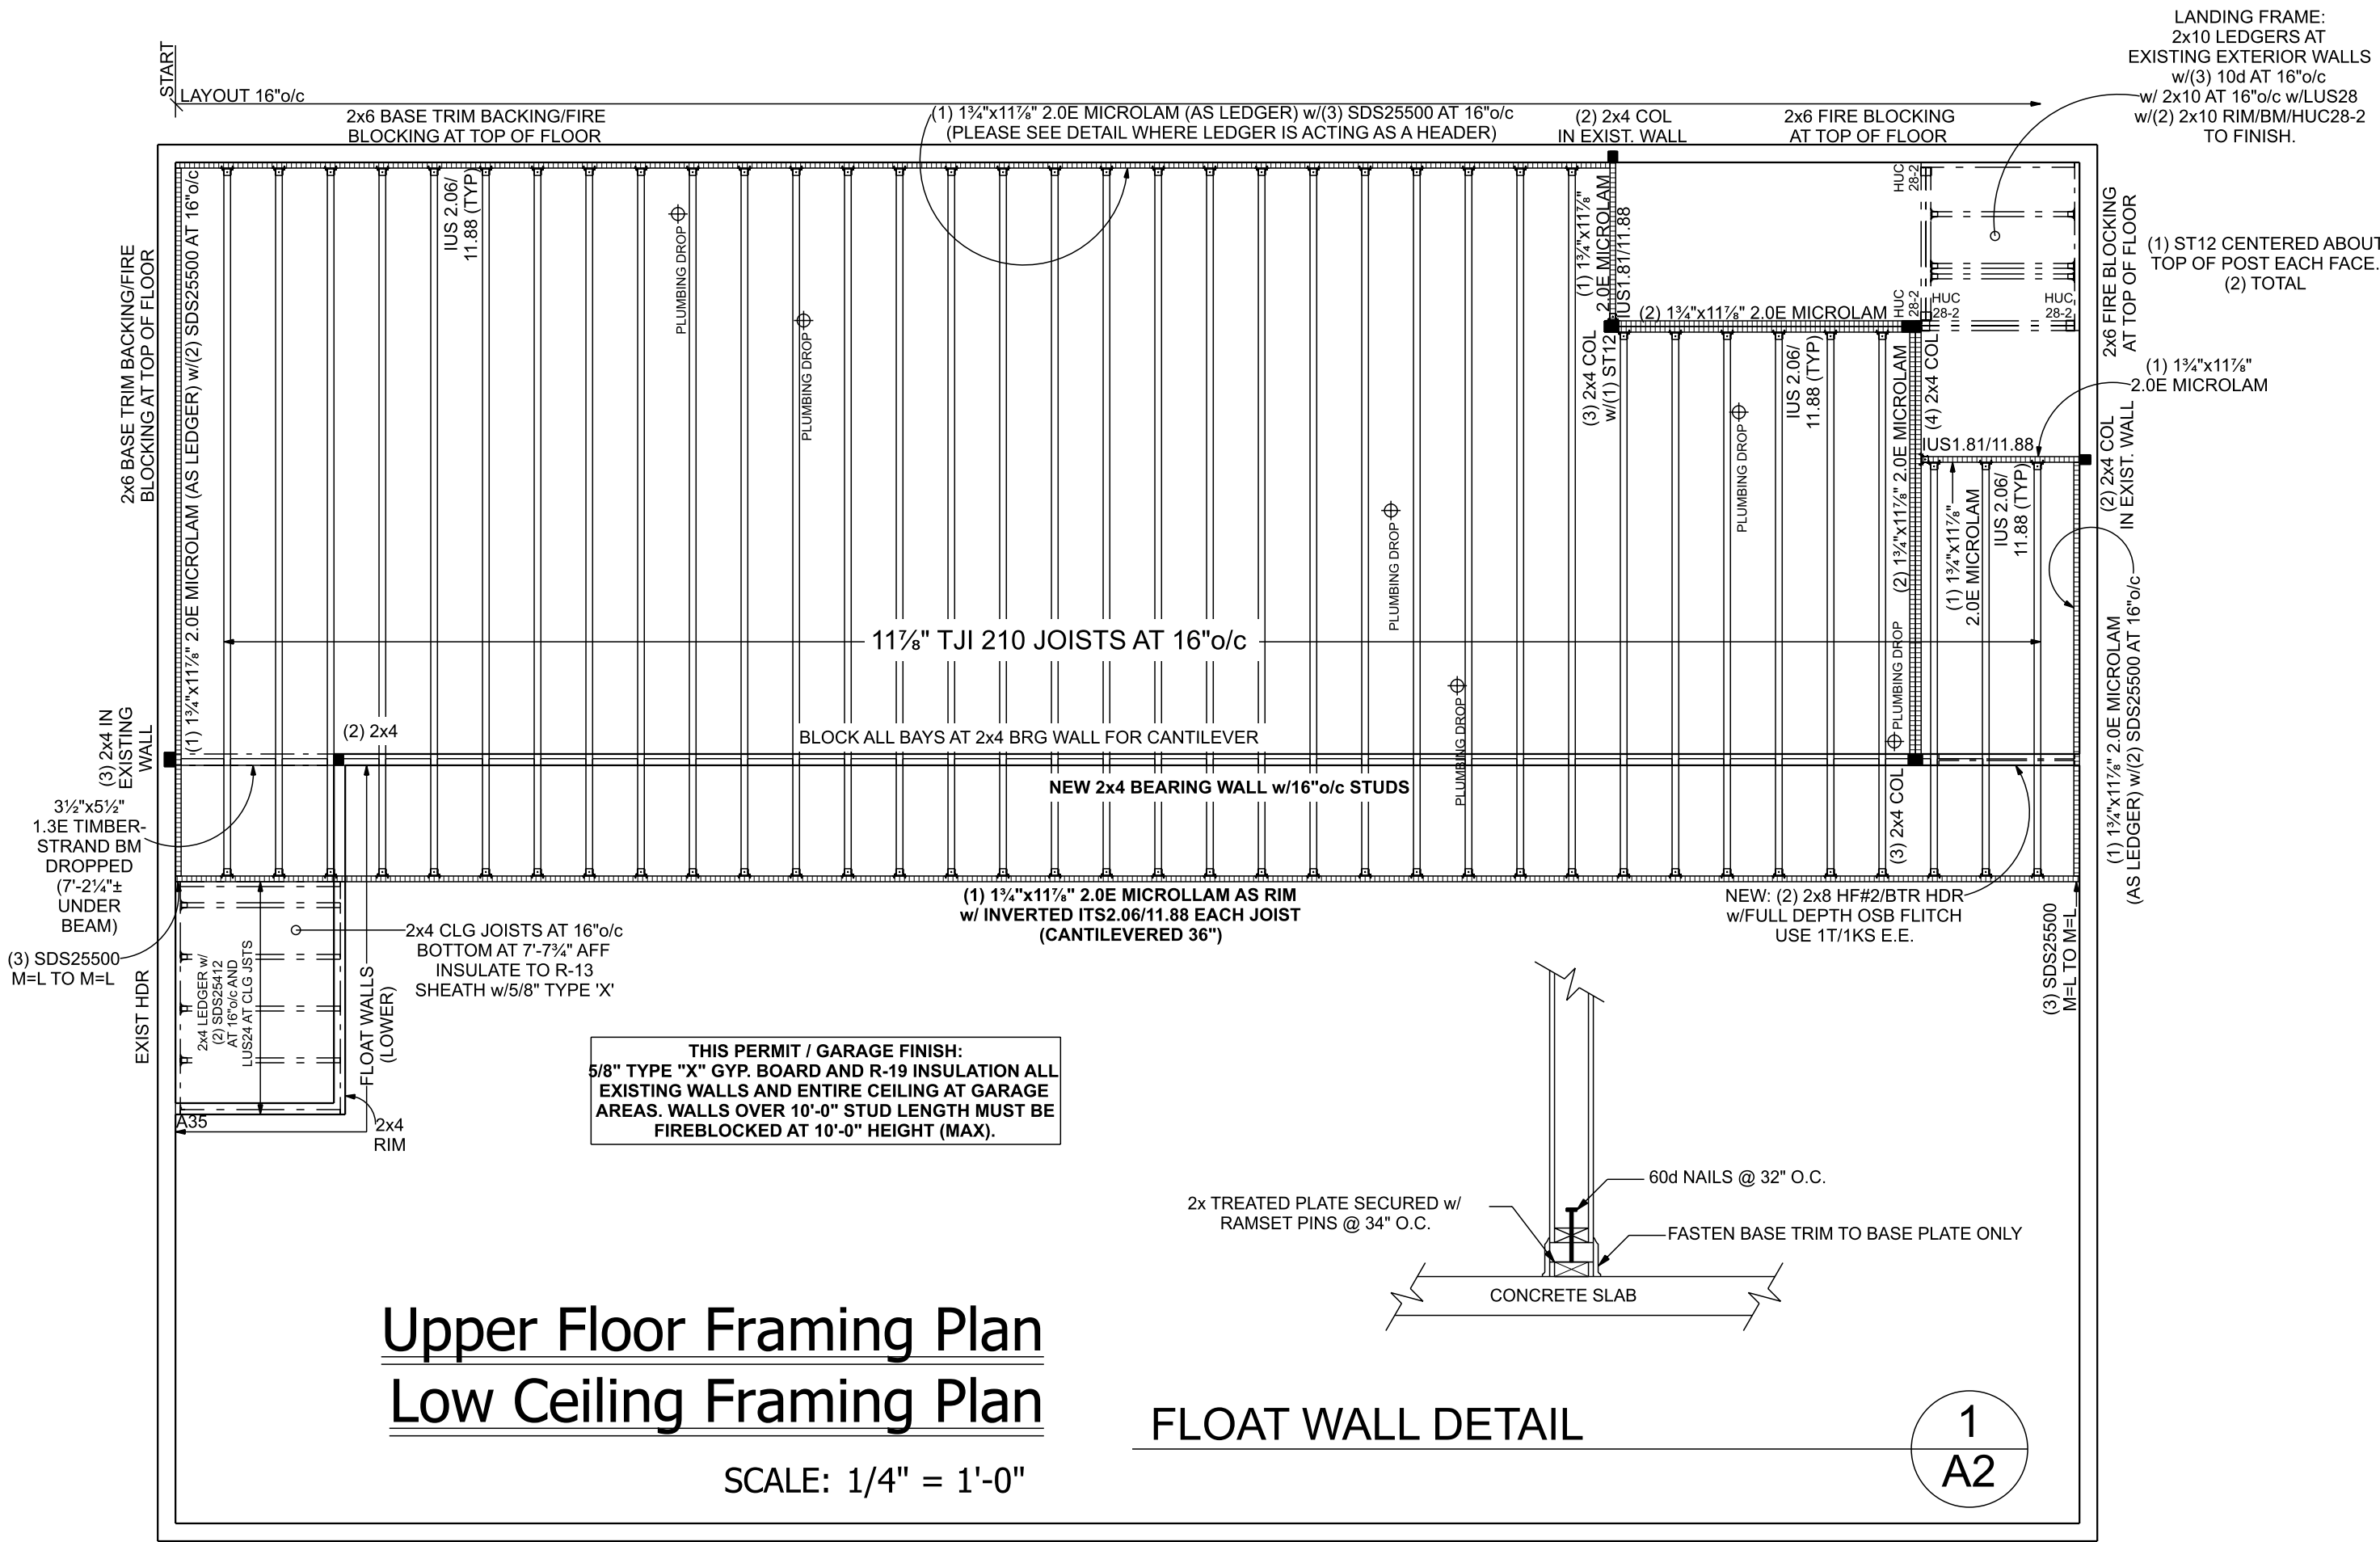 LANDING FRAME:
2x10 LEDGERS AT
EXISTING EXTERIOR WALLS
w/(3) 10d AT 16"o/c
w/ 2x10 AT 16"o/c w/LUS28
w/(2) 2x10 RIM/BM/HUC28-2
TO FINISH.
START
LAYOUT 16"o/c
2x6 BASE TRIM BACKING/FIRE
BLOCKING AT TOP OF FLOOR
(1) 1¾"x11⅞" 2.0E MICROLAM (AS LEDGER) w/(3) SDS25500 AT 16"o/c
(PLEASE SEE DETAIL WHERE LEDGER IS ACTING AS A HEADER)
(2) 2x4 COL
IN EXIST. WALL
2x6 FIRE BLOCKING
AT TOP OF FLOOR
2x6 BASE TRIM BACKING/FIRE
BLOCKING AT TOP OF FLOOR
(1) 1¾"x11⅞" 2.0E MICROLAM (AS LEDGER) w/(2) SDS25500 AT 16"o/c
IUS 2.06/
11.88 (TYP)
PLUMBING DROP
PLUMBING DROP
PLUMBING DROP
PLUMBING DROP
PLUMBING DROP
PLUMBING DROP
(1) 1¾"x11⅞"
2.0E MICROLAM
IUS1.81/11.88
HUC
28-2
HUC
28-2
HUC
28-2
HUC
28-2
(2) 1¾"x11⅞" 2.0E MICROLAM
(3) 2x4 COL
w/(1) ST12
IUS 2.06/
11.88 (TYP)
(2) 1¾"x11⅞" 2.0E MICROLAM
(4) 2x4 COL
2x6 FIRE BLOCKING
AT TOP OF FLOOR
(1) ST12 CENTERED ABOUT
TOP OF POST EACH FACE.
(2) TOTAL
(1) 1¾"x11⅞"
2.0E MICROLAM
IUS1.81/11.88
(2) 2x4 COL
IN EXIST. WALL
(1) 1¾"x11⅞"
2.0E MICROLAM
IUS 2.06/
11.88 (TYP)
(1) 1¾"x11⅞" 2.0E MICROLAM
(AS LEDGER) w/(2) SDS25500 AT 16"o/c
11⅞" TJI 210 JOISTS AT 16"o/c
(3) 2x4 IN
EXISTING
WALL
(2) 2x4
BLOCK ALL BAYS AT 2x4 BRG WALL FOR CANTILEVER
NEW 2x4 BEARING WALL w/16"o/c STUDS
(3) 2x4 COL
3½"x5½"
1.3E TIMBER-
STRAND BM
DROPPED
(7'-2¼"±
UNDER
BEAM)
(1) 1¾"x11⅞" 2.0E MICROLLAM AS RIM
w/ INVERTED ITS2.06/11.88 EACH JOIST
(CANTILEVERED 36")
NEW: (2) 2x8 HF#2/BTR HDR
w/FULL DEPTH OSB FLITCH
USE 1T/1KS E.E.
(3) SDS25500
M=L TO M=L
(3) SDS25500
M=L TO M=L
EXIST HDR
2x4 LEDGER w/
(2) SDS25412
AT 16"o/c AND
LUS24 AT CLG JSTS
2x4 CLG JOISTS AT 16"o/c
BOTTOM AT 7'-7¾" AFF
INSULATE TO R-13
SHEATH w/5/8" TYPE 'X'
FLOAT WALLS
(LOWER)
A35
2x4
RIM
THIS PERMIT / GARAGE FINISH:
5/8" TYPE "X" GYP. BOARD AND R-19 INSULATION ALL
EXISTING WALLS AND ENTIRE CEILING AT GARAGE
AREAS. WALLS OVER 10'-0" STUD LENGTH MUST BE
FIREBLOCKED AT 10'-0" HEIGHT (MAX).
60d NAILS @ 32" O.C.
2x TREATED PLATE SECURED w/
RAMSET PINS @ 34" O.C.
FASTEN BASE TRIM TO BASE PLATE ONLY
CONCRETE SLAB
Upper Floor Framing Plan
Low Ceiling Framing Plan
SCALE: 1/4" = 1'-0"
FLOAT WALL DETAIL
1
A2